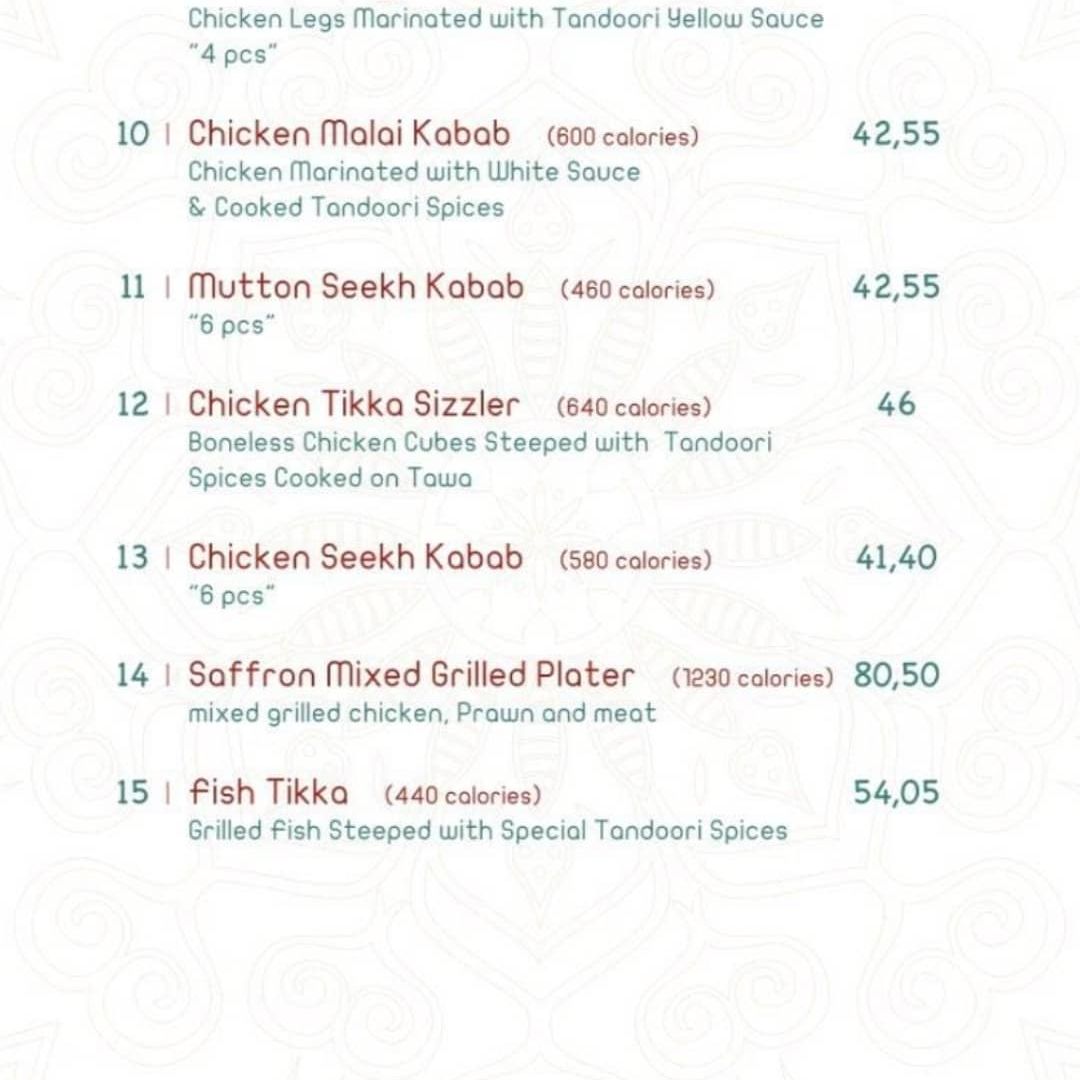 Chicken Legs Marinated with Tandoori Yellow Sauce
"4 pcs"
10 | Chicken Malai Kabab (600 calories) 42,55
Chicken Marinated with White Sauce
& Cooked Tandoori Spices
11 | Mutton Seekh Kabab (460 calories) 42,55
"6 pcs"
12 | Chicken Tikka Sizzler (640 calories) 46
Boneless Chicken Cubes Steeped with Tandoori
Spices Cooked on Tawa
13 | Chicken Seekh Kabab (580 calories) 41,40
"6 pcs"
14 | Saffron Mixed Grilled Plater (1230 calories) 80,50
mixed grilled chicken, Prawn and meat
15 | Fish Tikka (440 calories) 54,05
Grilled Fish Steeped with Special Tandoori Spices